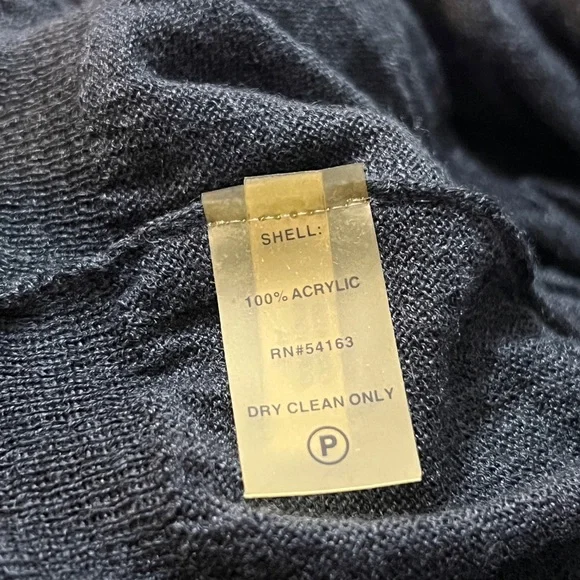 SHELL:
100% ACRYLIC
RN#54163
DRY CLEAN ONLY
P